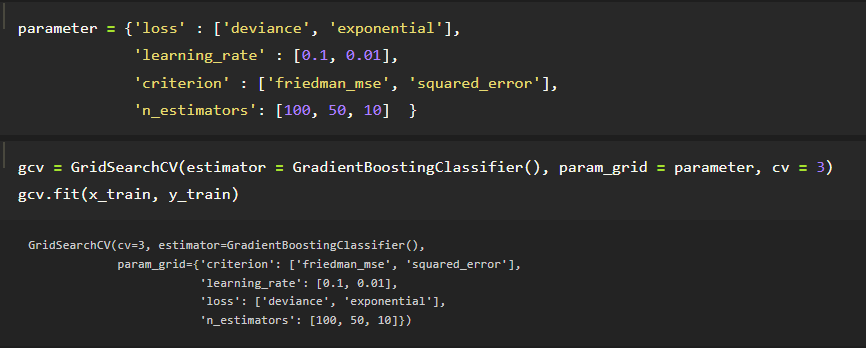 parameter = {'loss' : ['deviance', 'exponential'],
'learning_rate' : [0.1, 0.01],
'criterion' : ['friedman_mse', 'squared_error'],
'n_estimators': [100, 50, 10]  }
gcv = GridSearchCV(estimator = GradientBoostingClassifier(), param_grid = parameter, cv = 3)
gcv.fit(x_train, y_train)
GridSearchCV(cv=3, estimator=GradientBoostingClassifier(),
param_grid={'criterion': ['friedman_mse', 'squared_error'],
'learning_rate': [0.1, 0.01],
'loss': ['deviance', 'exponential'],
'n_estimators': [100, 50, 10]})